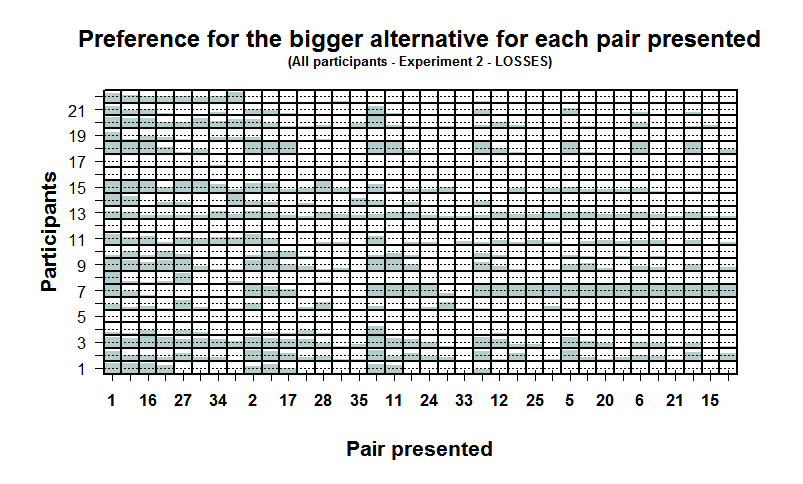 Preference for the bigger alternative for each pair presented
(All participants - Experiment 2 - LOSSES)
Participants
21
19
17
15
13
11
9
7
5
3
1
1 16 27 34 2 17 28 35 11 24 33 12 25 5 20 6 21 15
Pair presented